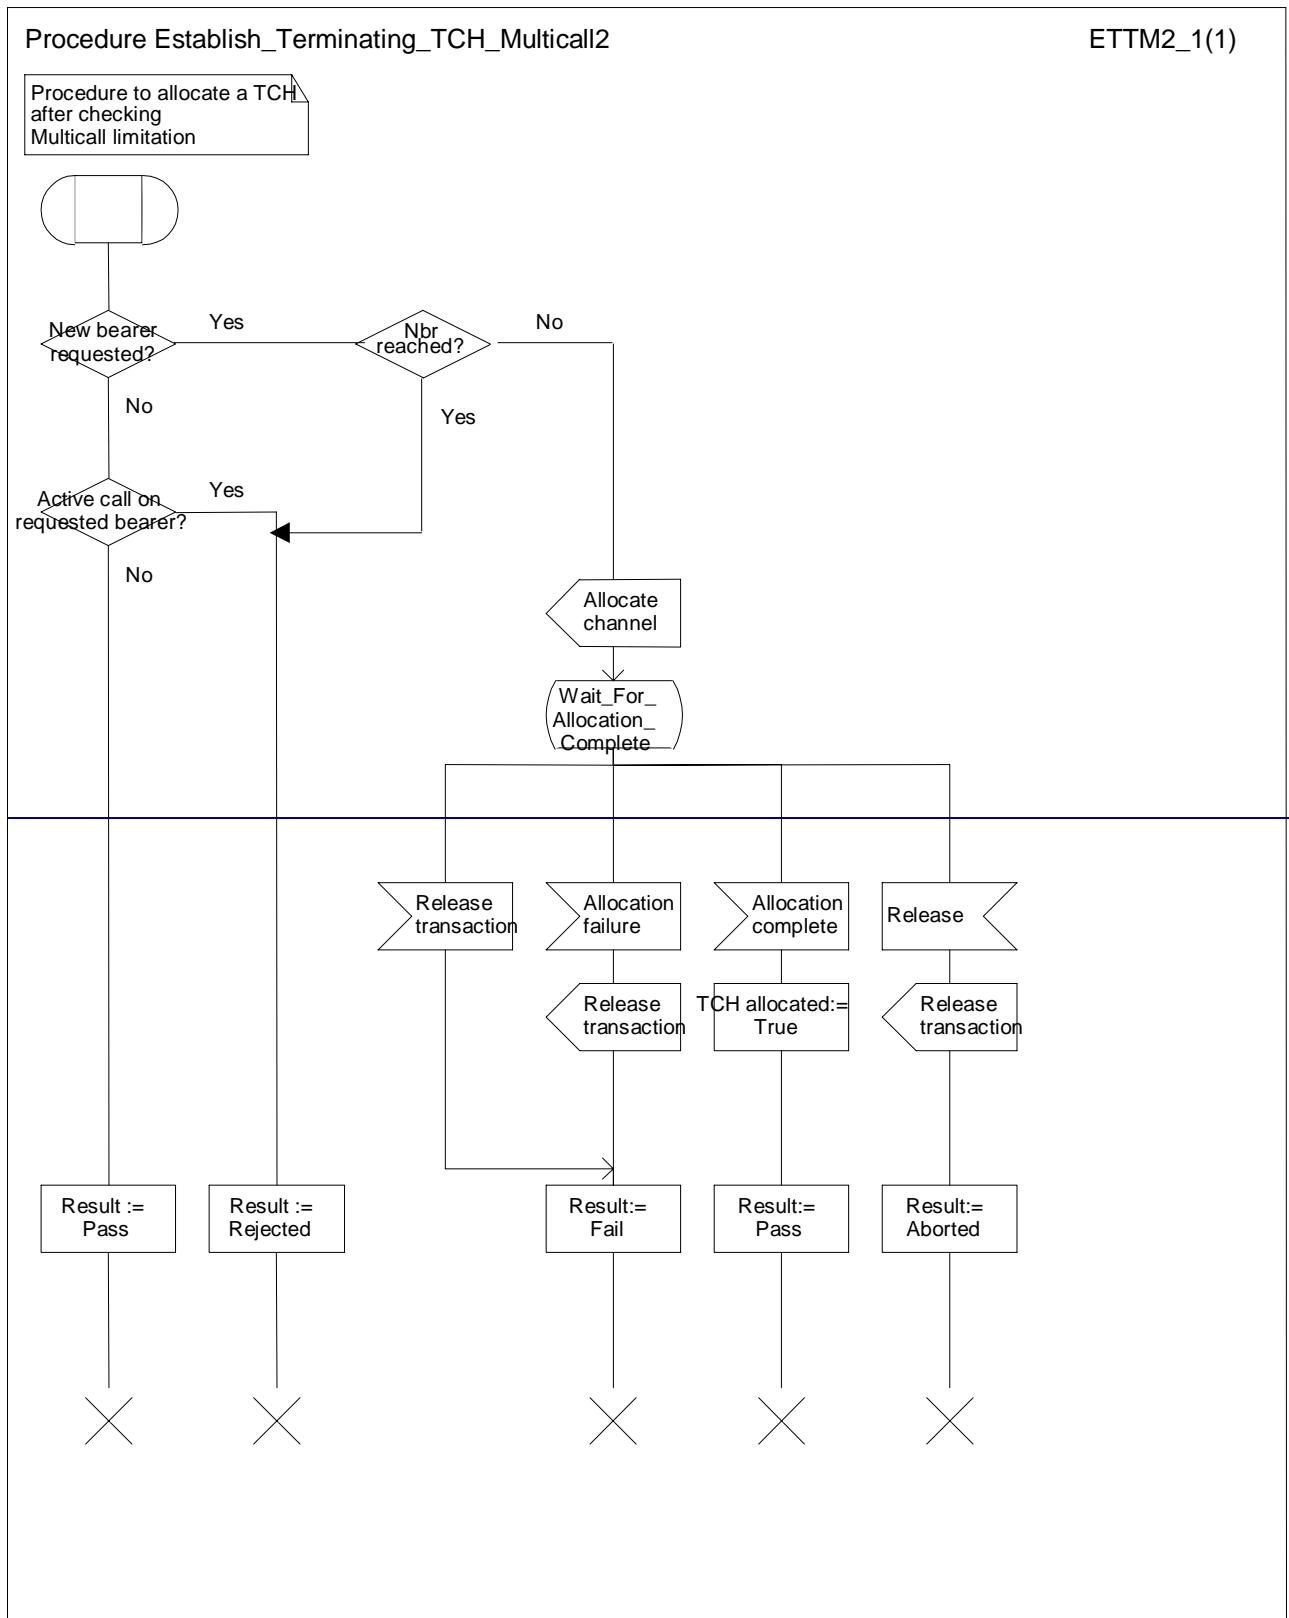 Procedure Establish_Terminating_TCH_Multicall2
ETTM2_1(1)
Procedure to allocate a TCH
after checking
Multicall limitation
New bearer
requested?
Yes
Nbr
reached?
No
No
Yes
Active call on
requested bearer?
Yes
No
Allocate
channel
Wait_For_
Allocation_
Complete
Release
transaction
Allocation
failure
Allocation
complete
Release
Release
transaction
TCH allocated:=
True
Release
transaction
Result :=
Pass
Result :=
Rejected
Result:=
Fail
Result:=
Pass
Result:=
Aborted